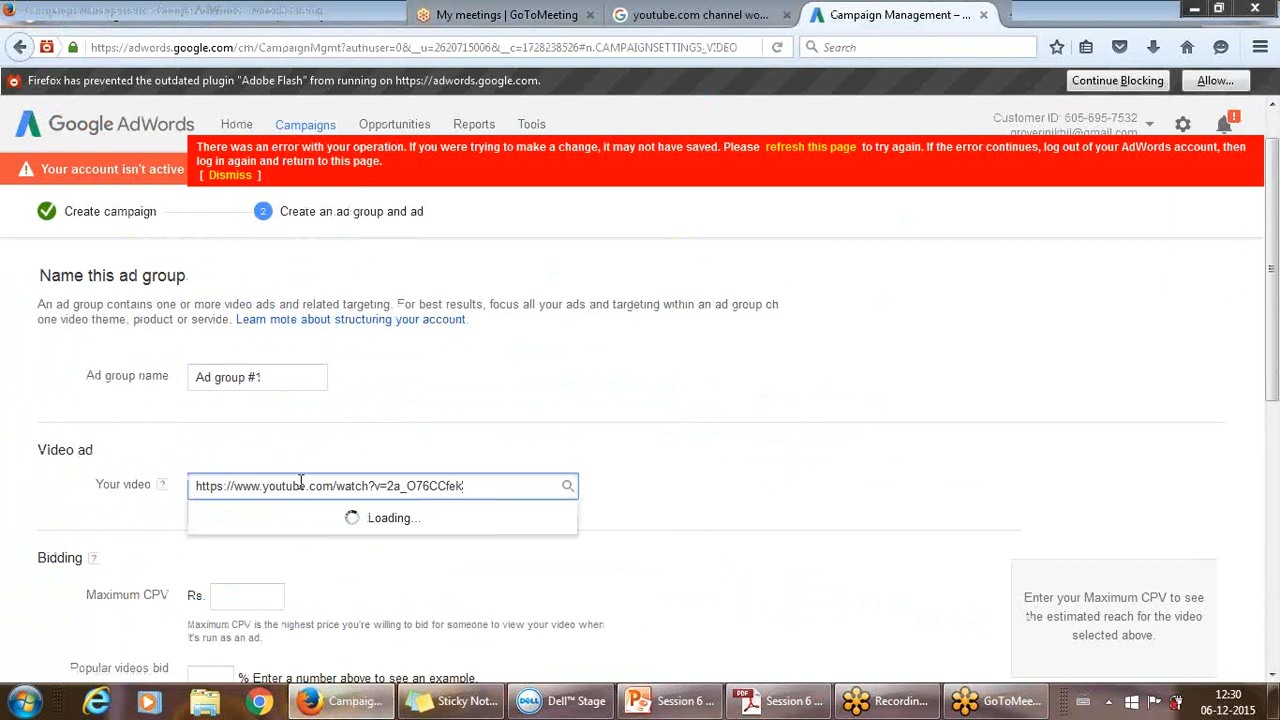 My meetings | GoToMeeting
youtube.com channel wo...
Campaign Management – ...
https://adwords.google.com/cm/CampaignMgmt?authuser=0&__u=2620715006&__c=1728238526#n.CAMPAIGNSETTINGS_VIDEO
Search
Firefox has prevented the outdated plugin "Adobe Flash" from running on https://adwords.google.com.
Continue Blocking
Allow...
Google AdWords
Home
Campaigns
Opportunities
Reports
Tools
Customer ID: 605-695-7532
There was an error with your operation. If you were trying to make a change, it may not have saved. Please refresh this page to try again. If the error continues, log out of your AdWords account, then
log in again and return to this page.
[ Dismiss ]
Your account isn't active
Create campaign
2
Create an ad group and ad
Name this ad group
An ad group contains one or more video ads and related targeting. For best results, focus all your ads and targeting within an ad group on
one video theme, product or service. Learn more about structuring your account.
Ad group name
Ad group #1
Video ad
Your video ?
https://www.youtube.com/watch?v=2a_O76CCfek
Loading...
Bidding ?
Maximum CPV
Rs.
Maximum CPV is the highest price you're willing to bid for someone to view your video when
it's run as an ad.
Enter your Maximum CPV to see
the estimated reach for the video
selected above.
Popular videos bid
% Enter a number above to see an example.
Campaig...
Sticky Not...
Dell™ Stage
Session 6 ...
Session 6 ...
Recordin...
GoToMee...
12:30
06-12-2015